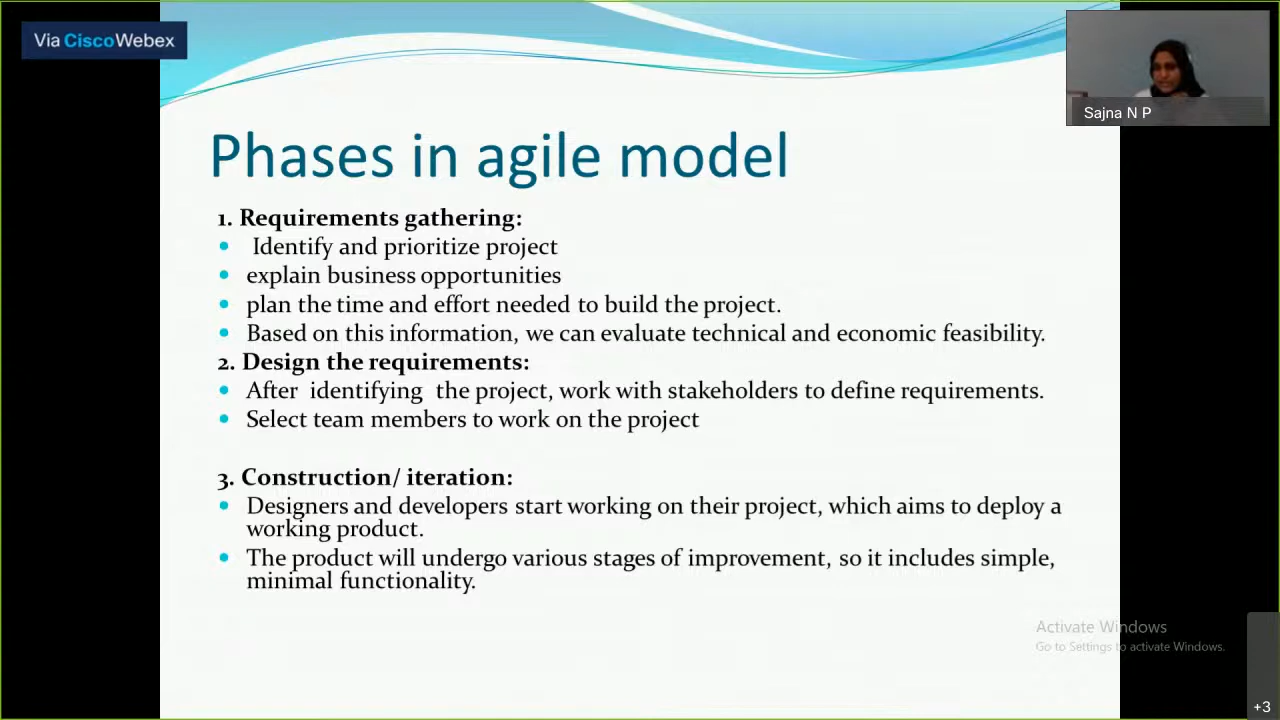 Via CiscoWebex
Sajna N P
Phases in agile model
1. Requirements gathering:
• Identify and prioritize project
• explain business opportunities
• plan the time and effort needed to build the project.
• Based on this information, we can evaluate technical and economic feasibility.
2. Design the requirements:
• After identifying the project, work with stakeholders to define requirements.
• Select team members to work on the project
3. Construction/ iteration:
• Designers and developers start working on their project, which aims to deploy a
working product.
• The product will undergo various stages of improvement, so it includes simple,
minimal functionality.
Activate Windows
Go to Settings to activate Windows.
+3